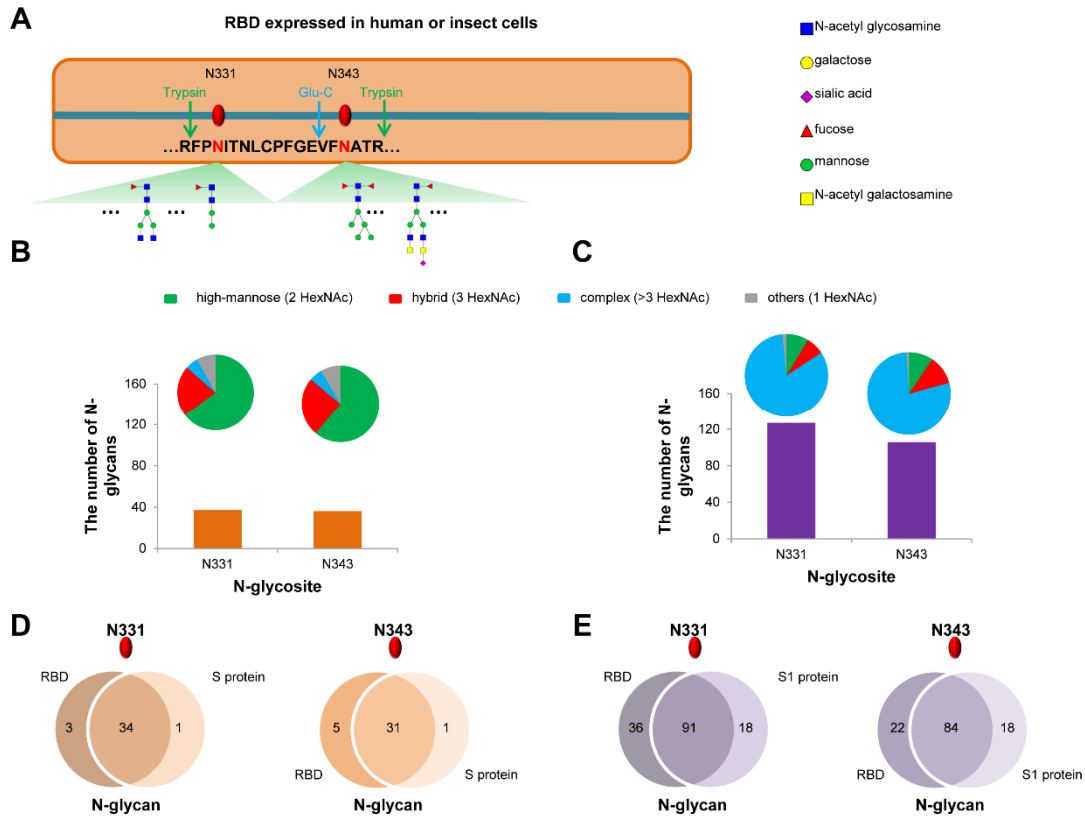 A
RBD expressed in human or insect cells
N331
N343
Trypsin
Glu-C
Trypsin
...RFPNITNLCPFGEVFNATR...
...
...
...
...
N-acetyl glycosamine
galactose
sialic acid
fucose
mannose
N-acetyl galactosamine
B
C
high-mannose (2 HexNAc)
hybrid (3 HexNAc)
complex (>3 HexNAc)
others (1 HexNAc)
The number of N-
glycans
160
120
80
40
0
N331
N343
N-glycosite
The number of N-
glycans
160
120
80
40
0
N331
N343
N-glycosite
D
N331
RBD
S protein
3
34
1
N-glycan
N343
5
31
1
RBD
S protein
E
N331
RBD
S1 protein
36
91
18
N-glycan
N343
22
84
18
RBD
S1 protein
N-glycan
N-glycan